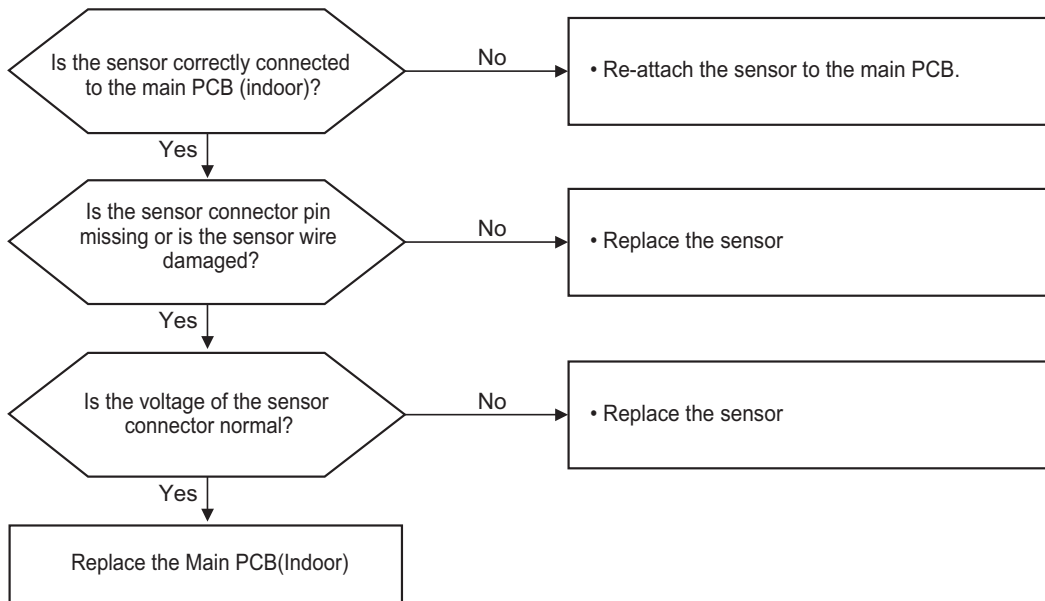 Is the sensor correctly connected
to the main PCB (indoor)?
No
• Re-attach the sensor to the main PCB.
Yes
Is the sensor connector pin
missing or is the sensor wire
damaged?
No
• Replace the sensor
Yes
Is the voltage of the sensor
connector normal?
No
• Replace the sensor
Yes
Replace the Main PCB(Indoor)